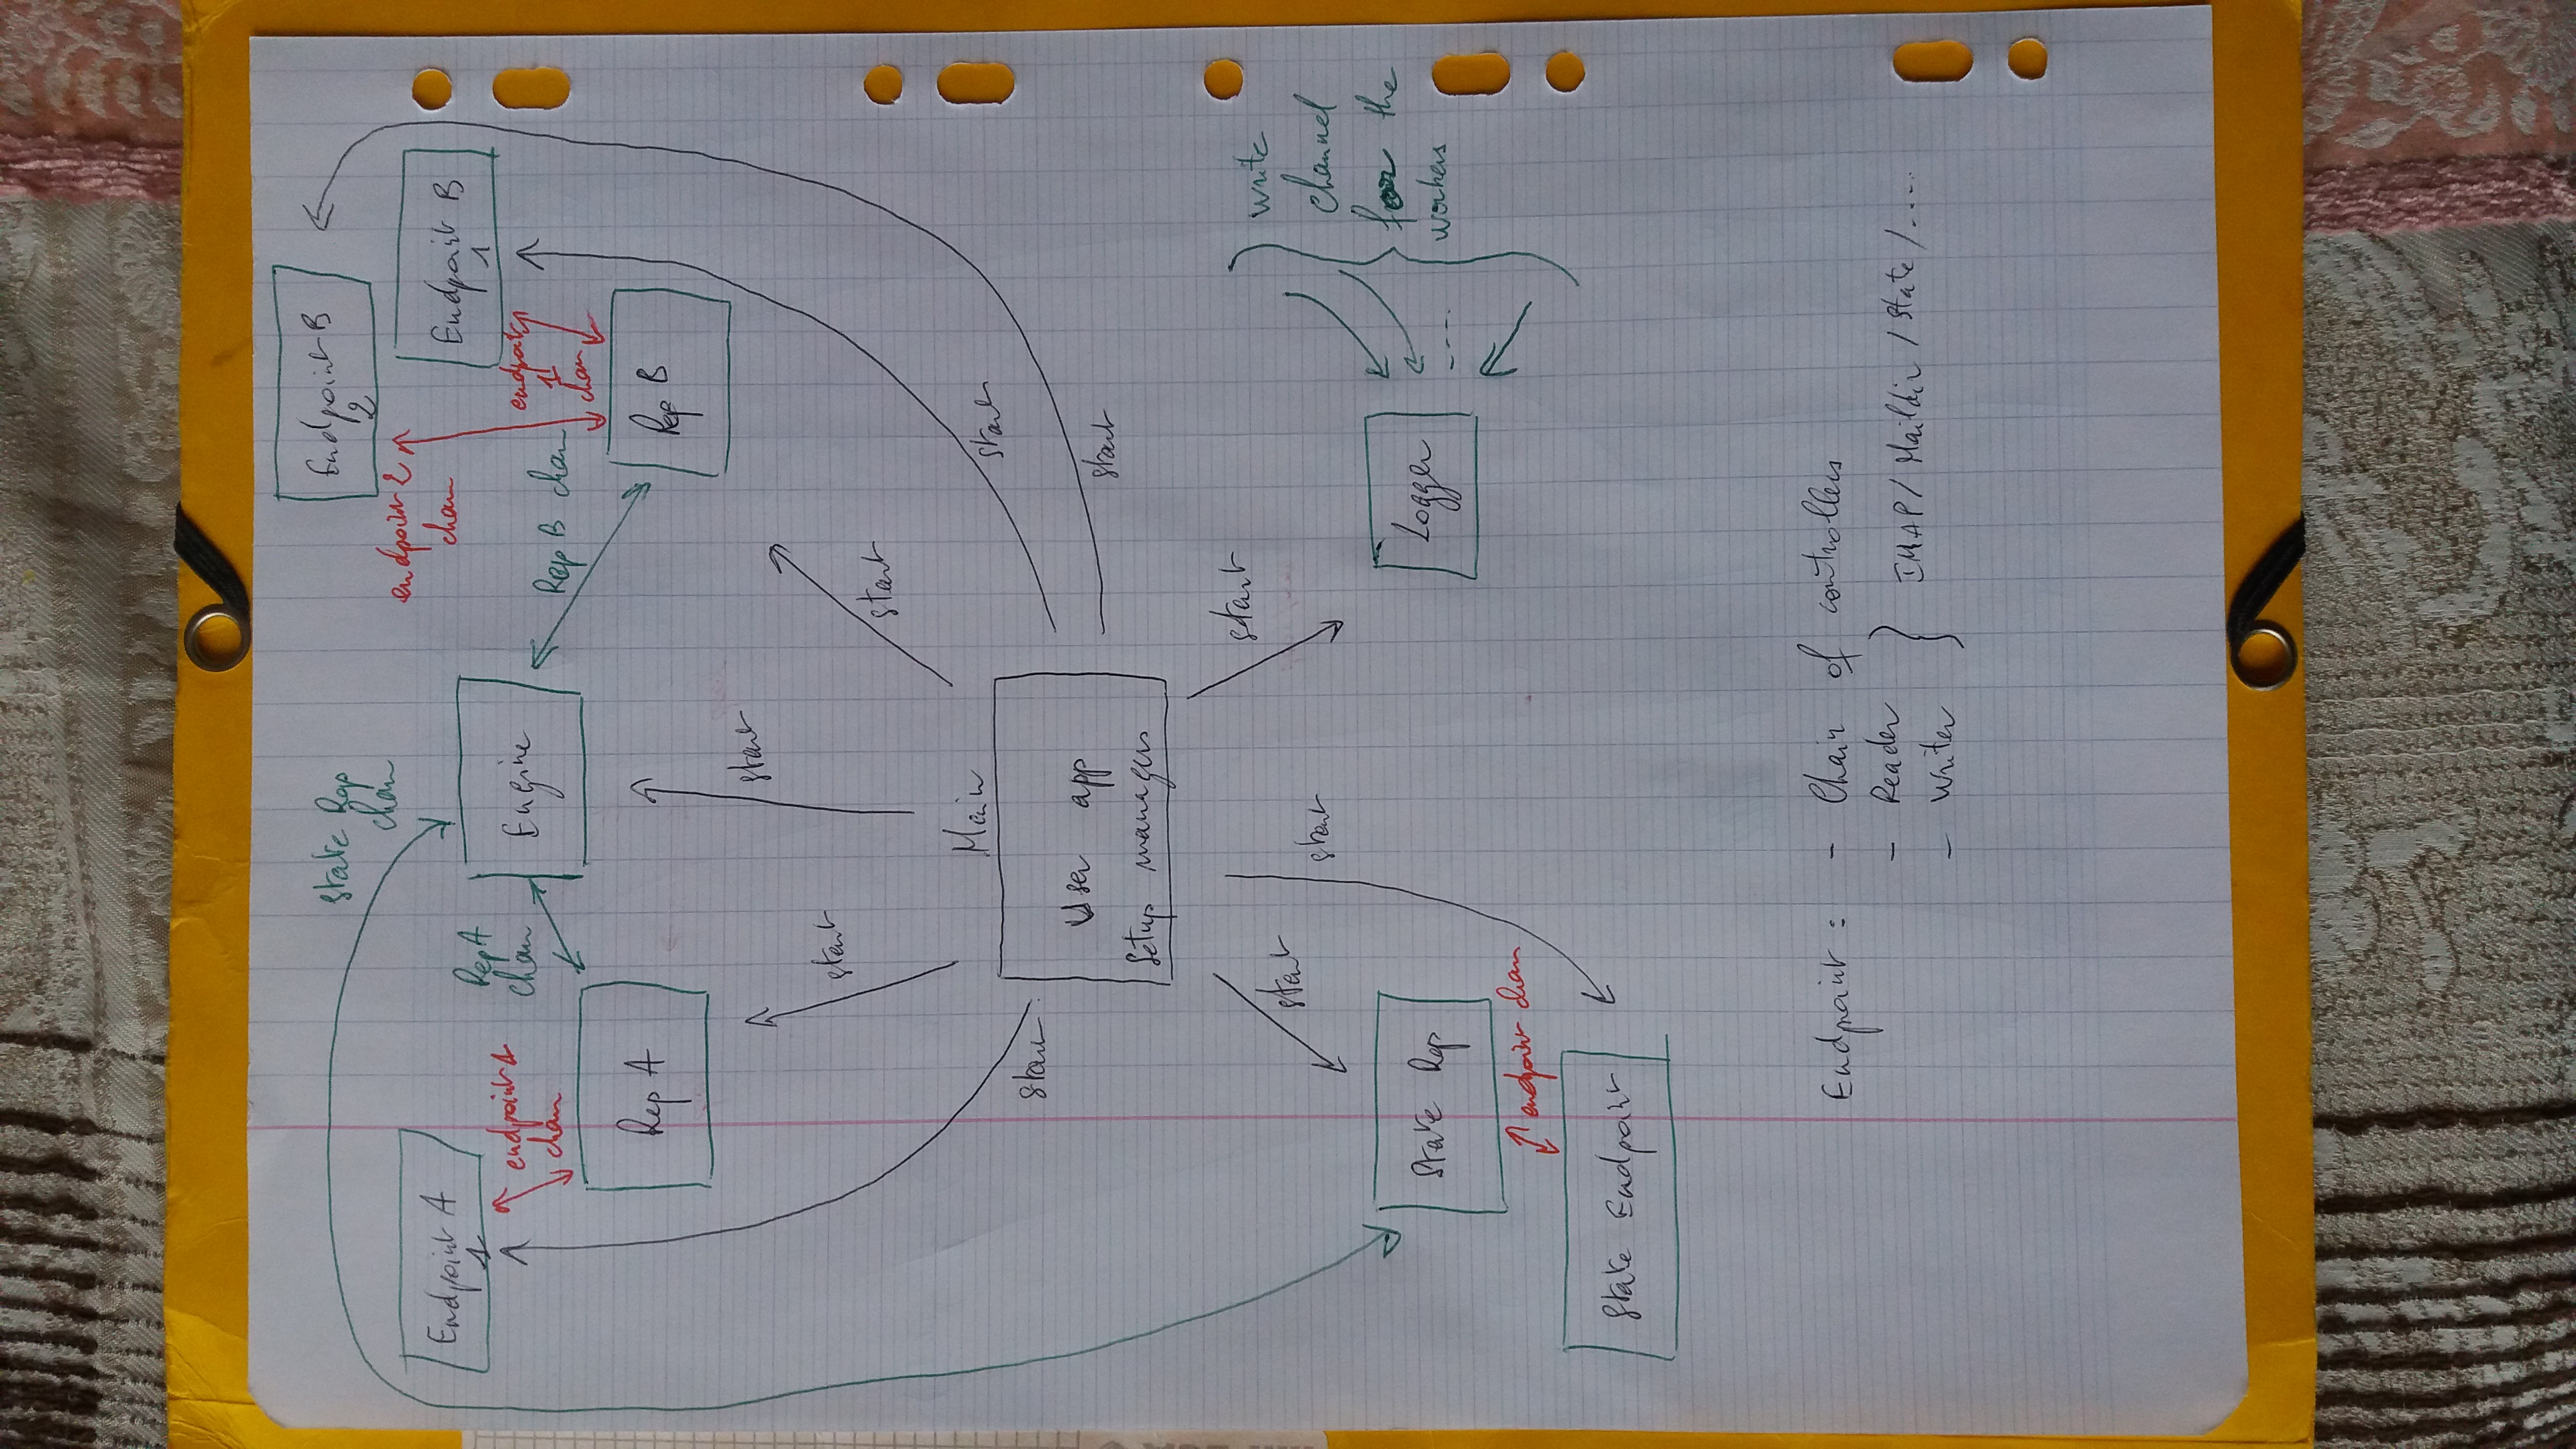 State Rep
chan
Endpoint B
2
Endpoint A
1
endpoint 2
chan
Endpoint B
1
Rep A
chan
endpoint 1
chan
Engine
Rep B chan
endpoint
1
chan
Rep A
Rep B
start
start
start
Main
start
start
User app
Setup managers
start
start
start
start
write
channel
for the
workers
State Rep
Logger
----
endpoint chan
State Endpoint
Endpoint : - Chain of controllers
- Reader
- Writer
} IMAP / Maildir / State / ....